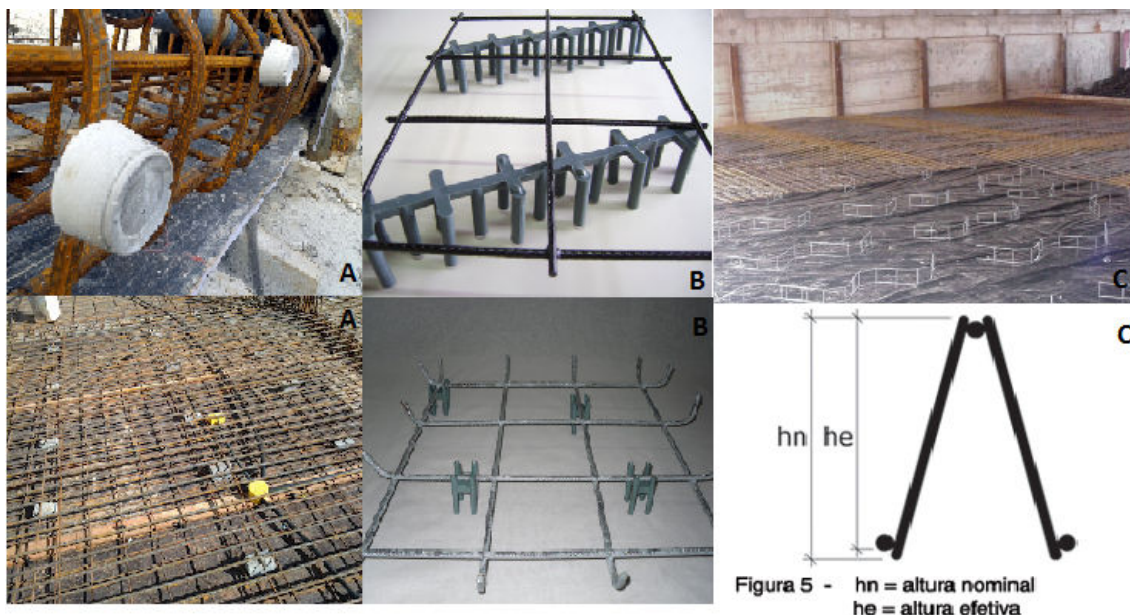 A
B
C
A
B
C
hn
he
Figura 5 - hn = altura nominal
he = altura efetiva